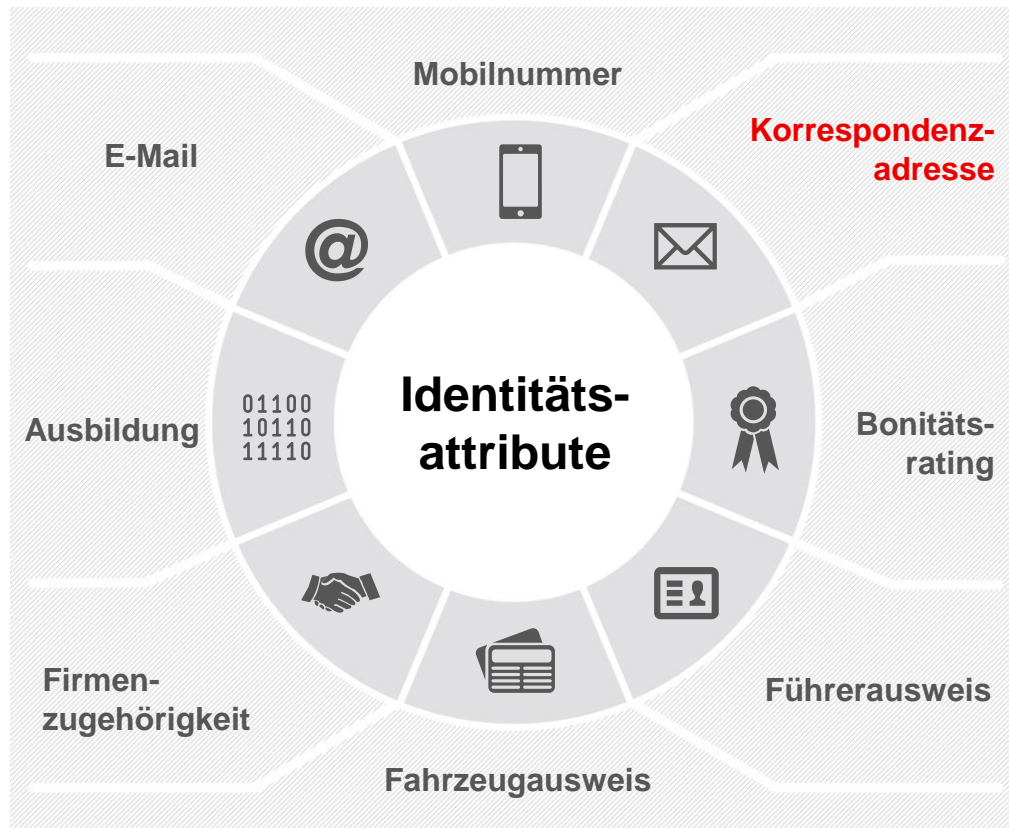 Mobilnummer
Korrespondenz-
adresse
E-Mail
@
Identitäts-
attribute
Ausbildung
01100
10110
11110
Bonitäts-
rating
Firmen-
zugehörigkeit
Führerausweis
Fahrzeugausweis